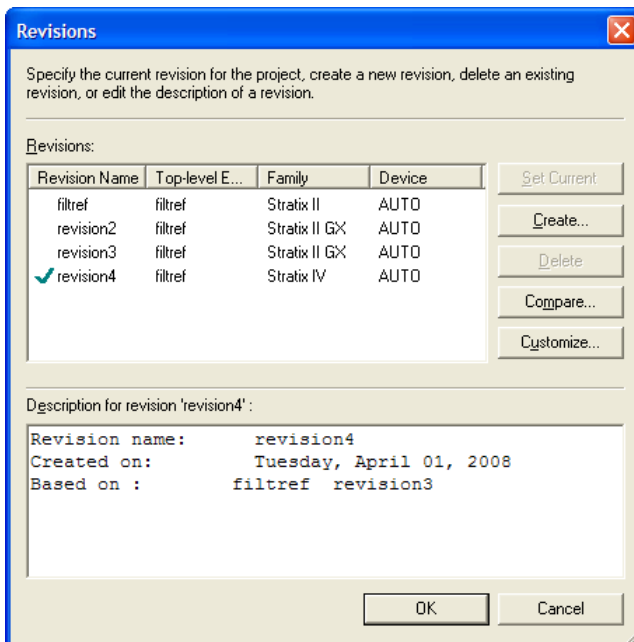 Revisions
Specify the current revision for the project, create a new revision, delete an existing
revision, or edit the description of a revision.
Revisions:
Revision Name Top-level E... Family Device
filtref filtref Stratix II AUTO
revision2 filtref Stratix II GX AUTO
revision3 filtref Stratix II GX AUTO
revision4 filtref Stratix IV AUTO
Set Current
Create...
Delete
Compare...
Customize...
Description for revision 'revision4' :
Revision name: revision4
Created on: Tuesday, April 01, 2008
Based on : filtref revision3
OK Cancel